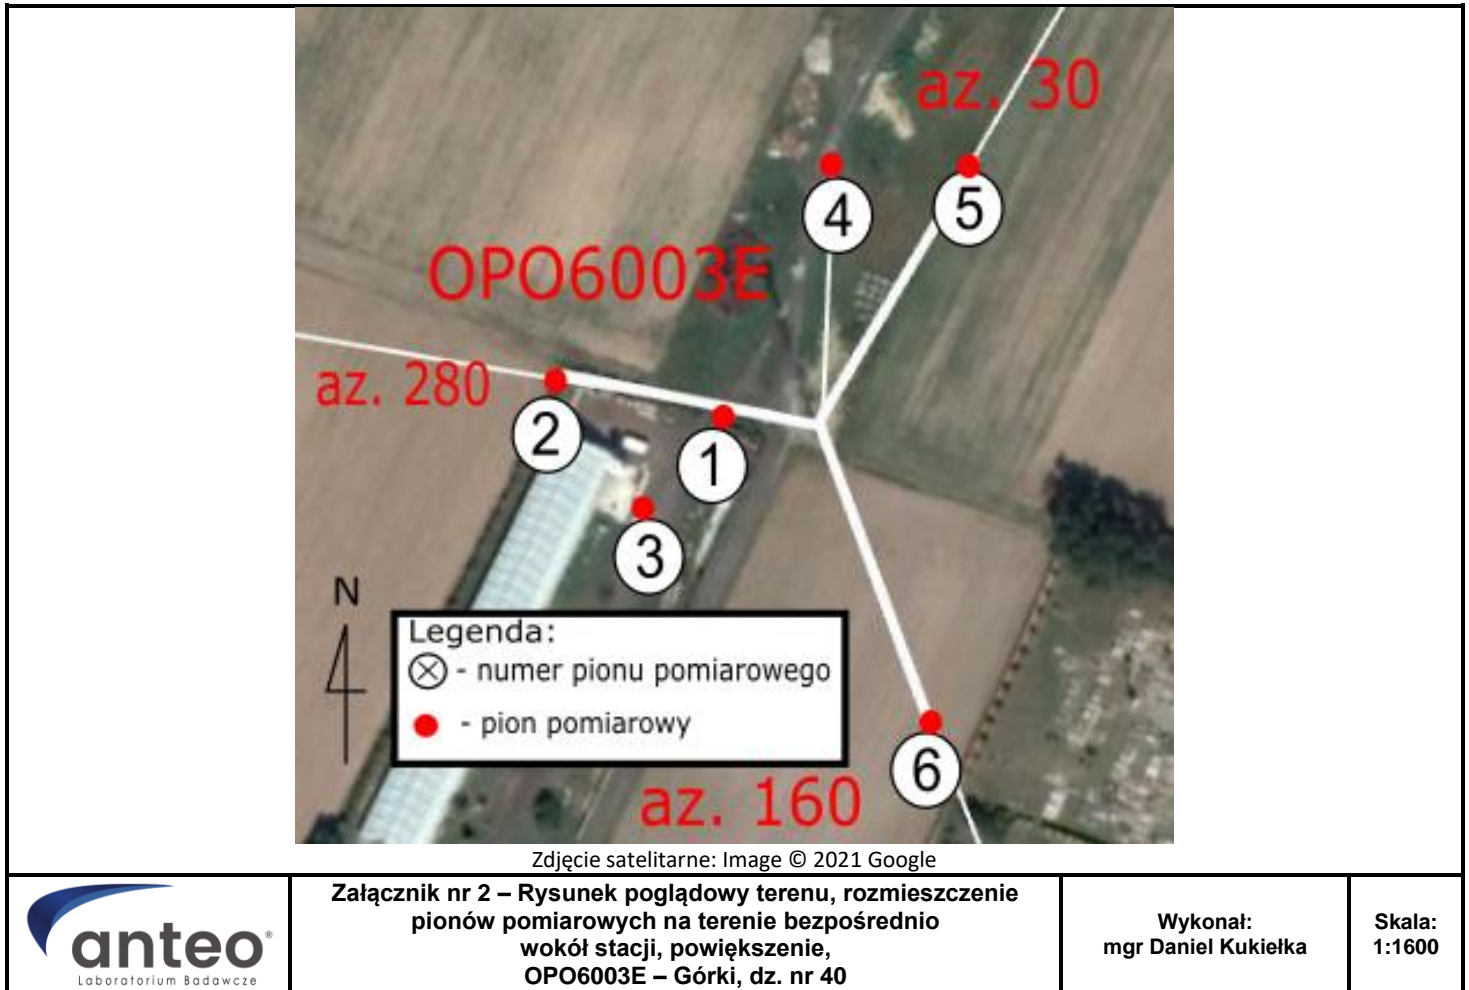 az. 30
4
5
OPO6003E
az. 280
2
1
3
N
Legenda:
- numer pionu pomiarowego
- pion pomiarowy
6
az. 160
Zdjęcie satelitarne: Image © 2021 Google
anteo®
Laboratorium Badawcze
Załącznik nr 2 – Rysunek poglądowy terenu, rozmieszczenie
pionów pomiarowych na terenie bezpośrednio
wokół stacji, powiększenie,
OPO6003E – Górki, dz. nr 40
Wykonał:
mgr Daniel Kukiełka
Skala:
1:1600